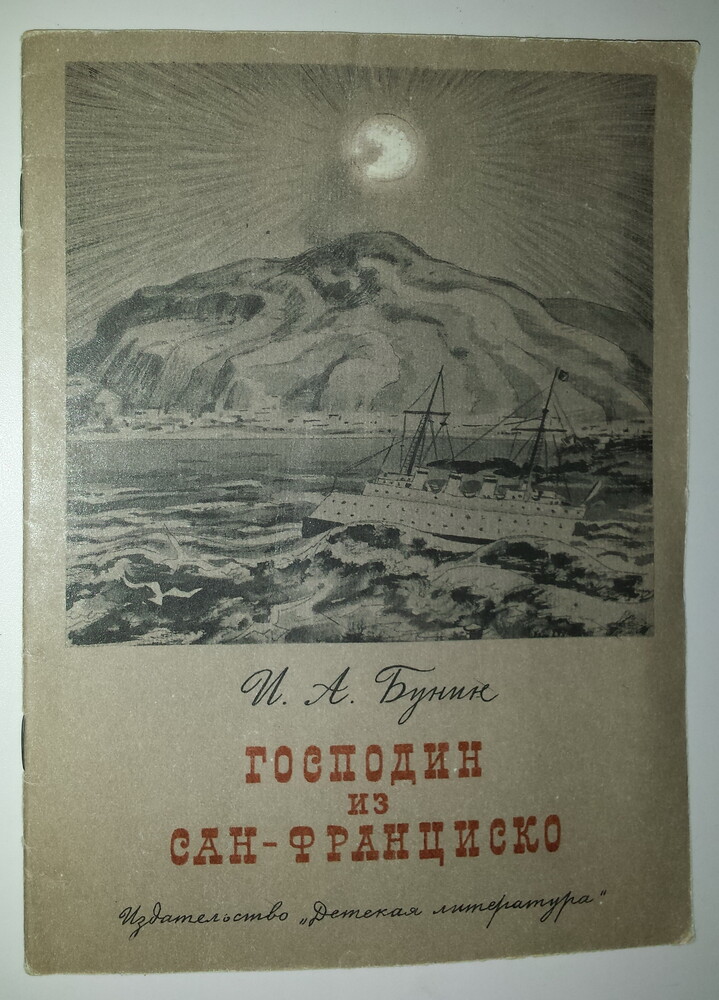 И. А. Бунин
ГОСПОДИН
ИЗ
САН-ФРАНЦИСКО
Издательство „Детская литература“